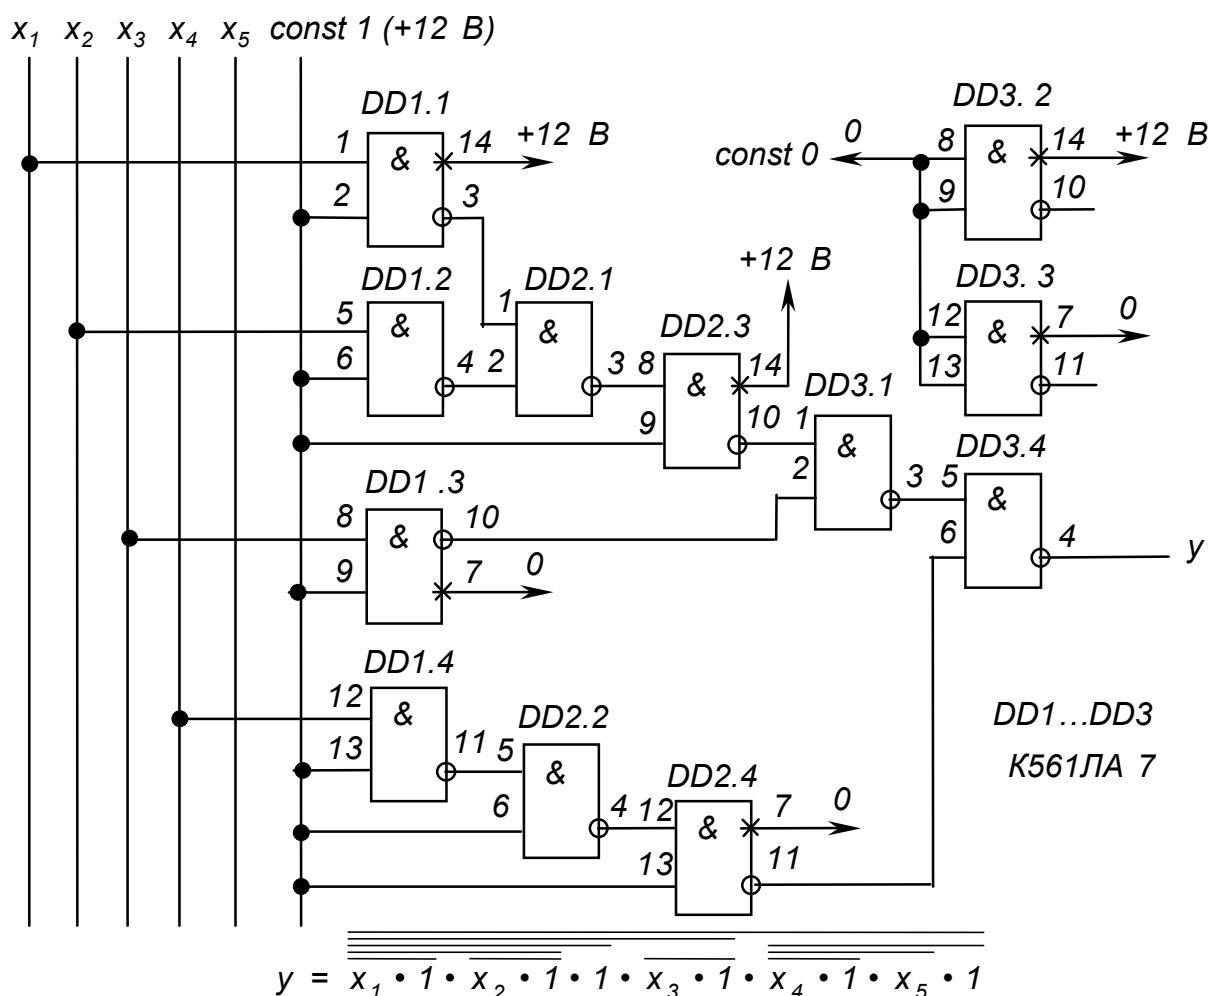 x1 x2 x3 x4 x5 const 1 (+12 В)
DD1.1
1 & 14 +12 В
2 3
DD3. 2
const 0 0 8 & 14 +12 В
9 10
DD1.2
5 &
6 4
DD2.1
1 &
2 3
+12 В
DD2.3
8 & 14
9 10
DD3. 3
12 & 7 0
13 11
DD3.1
1 &
2 3
DD3.4
5 &
6 4 y
DD1 .3
8 & 10
9 7 0
DD1.4
12 &
13 11
DD2.2
5 &
6 4
DD2.4
12 & 7 0
13 11
DD1...DD3
К561ЛА 7
y = x1 • 1 • x2 • 1 • 1 • x3 • 1 • x4 • 1 • x5 • 1